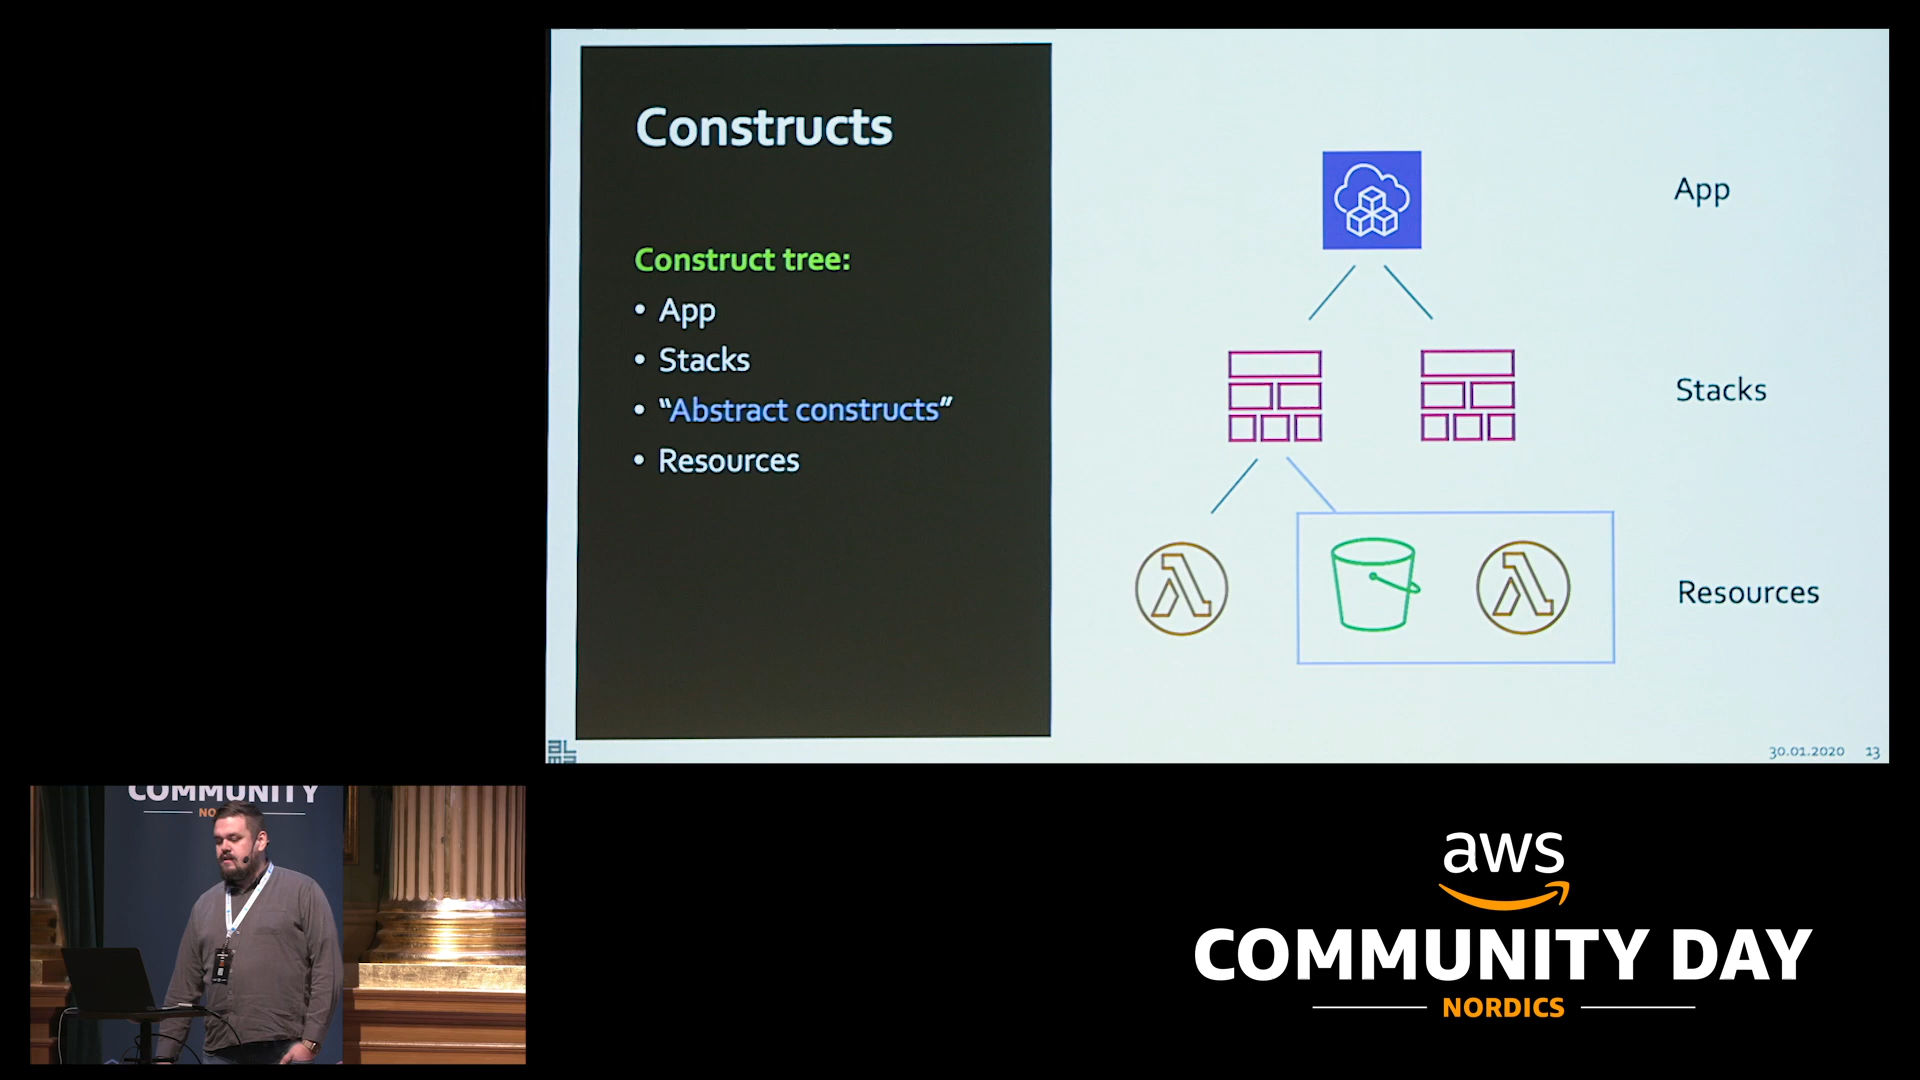 Constructs
Construct tree:
• App
• Stacks
• “Abstract constructs”
• Resources
App
Stacks
Resources
30.01.2020 13
COMMUNITY
NO
aws
COMMUNITY DAY
NORDICS